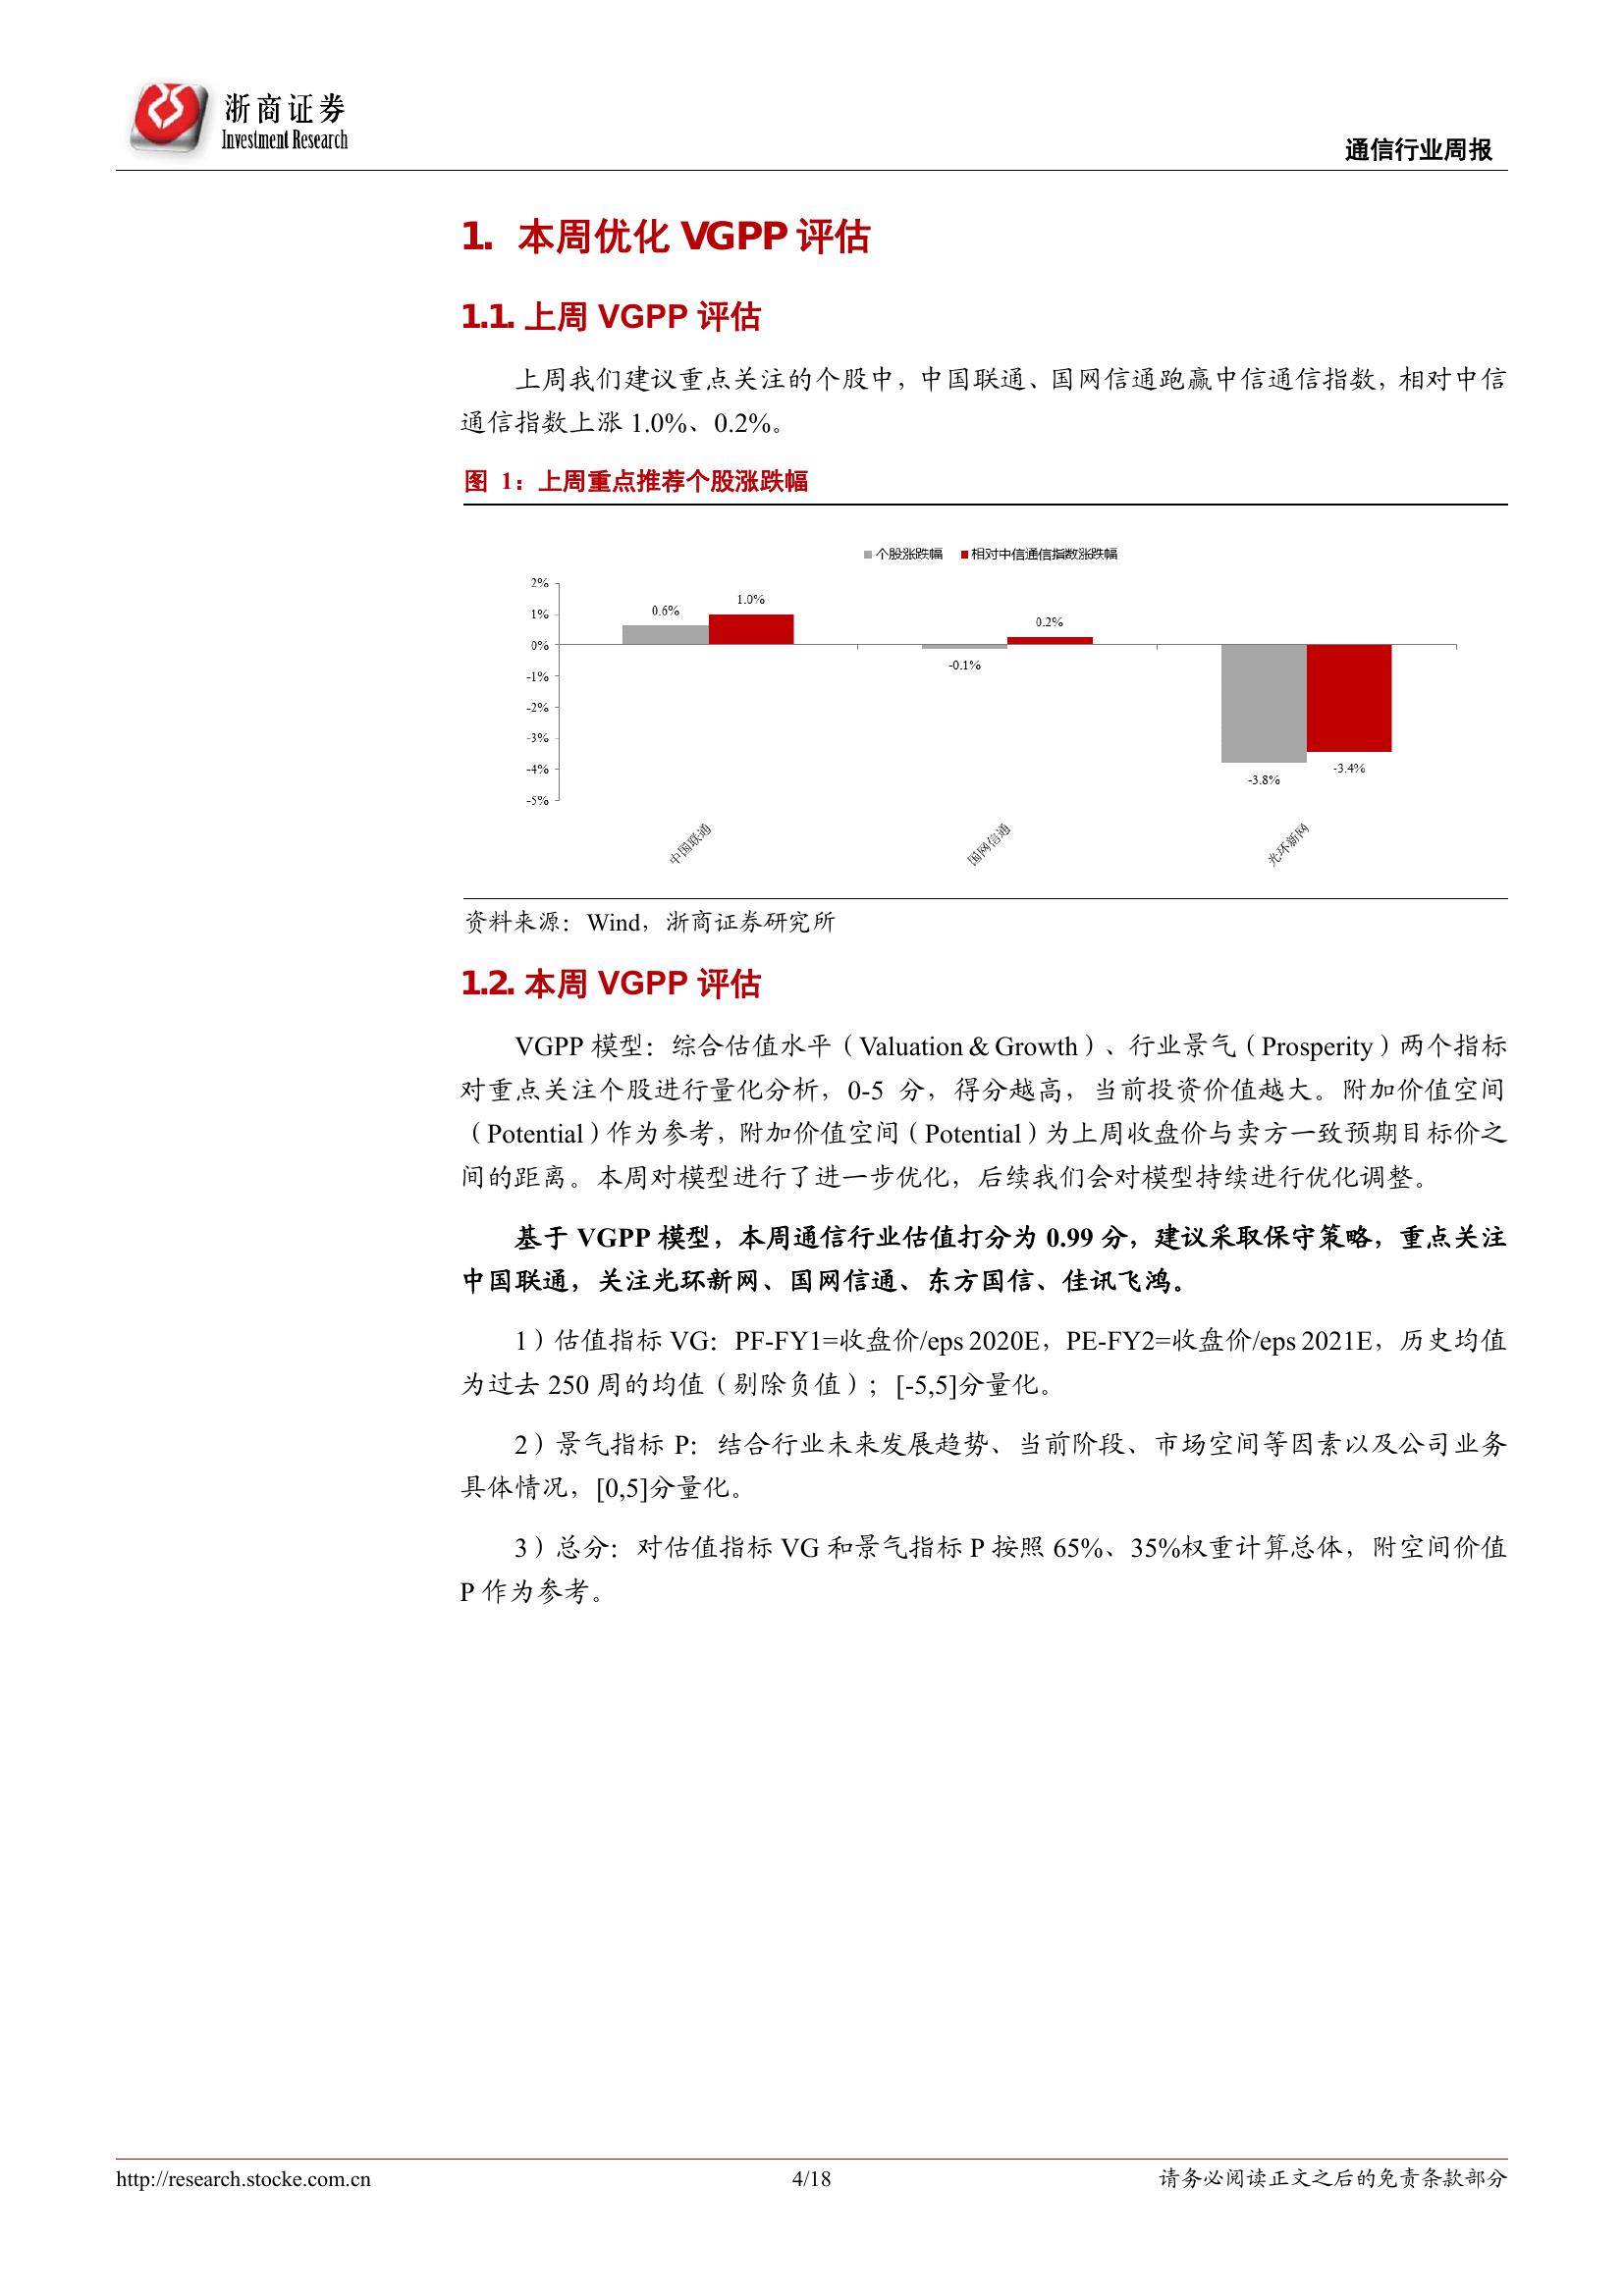 浙商证券
Investment Research
通信行业周报
1. 本周优化 VGPP 评估
1.1. 上周 VGPP 评估
上周我们建议重点关注的个股中，中国联通、国网信通跑赢中信通信指数，相对中信
通信指数上涨 1.0%、0.2%。
图 1：上周重点推荐个股涨跌幅
个股涨跌幅 相对中信通信指数涨跌幅
2%
1%
0%
-1%
-2%
-3%
-4%
-5%
0.6%
1.0%
-0.1%
0.2%
-3.8%
-3.4%
中国联通
国网信通
光环新网
资料来源：Wind，浙商证券研究所
1.2. 本周 VGPP 评估
VGPP 模型：综合估值水平（Valuation & Growth）、行业景气（Prosperity）两个指标
对重点关注个股进行量化分析，0-5 分，得分越高，当前投资价值越大。附加价值空间
（Potential）作为参考，附加价值空间（Potential）为上周收盘价与卖方一致预期目标价之
间的距离。本周对模型进行了进一步优化，后续我们会对模型持续进行优化调整。
基于 VGPP 模型，本周通信行业估值打分为 0.99 分，建议采取保守策略，重点关注
中国联通，关注光环新网、国网信通、东方国信、佳讯飞鸿。
1）估值指标 VG：PF-FY1=收盘价/eps 2020E，PE-FY2=收盘价/eps 2021E，历史均值
为过去 250 周的均值（剔除负值）；[-5,5]分量化。
2）景气指标 P：结合行业未来发展趋势、当前阶段、市场空间等因素以及公司业务
具体情况，[0,5]分量化。
3）总分：对估值指标 VG 和景气指标 P 按照 65%、35%权重计算总体，附空间价值
P 作为参考。
http://research.stocke.com.cn
4/18
请务必阅读正文之后的免责条款部分